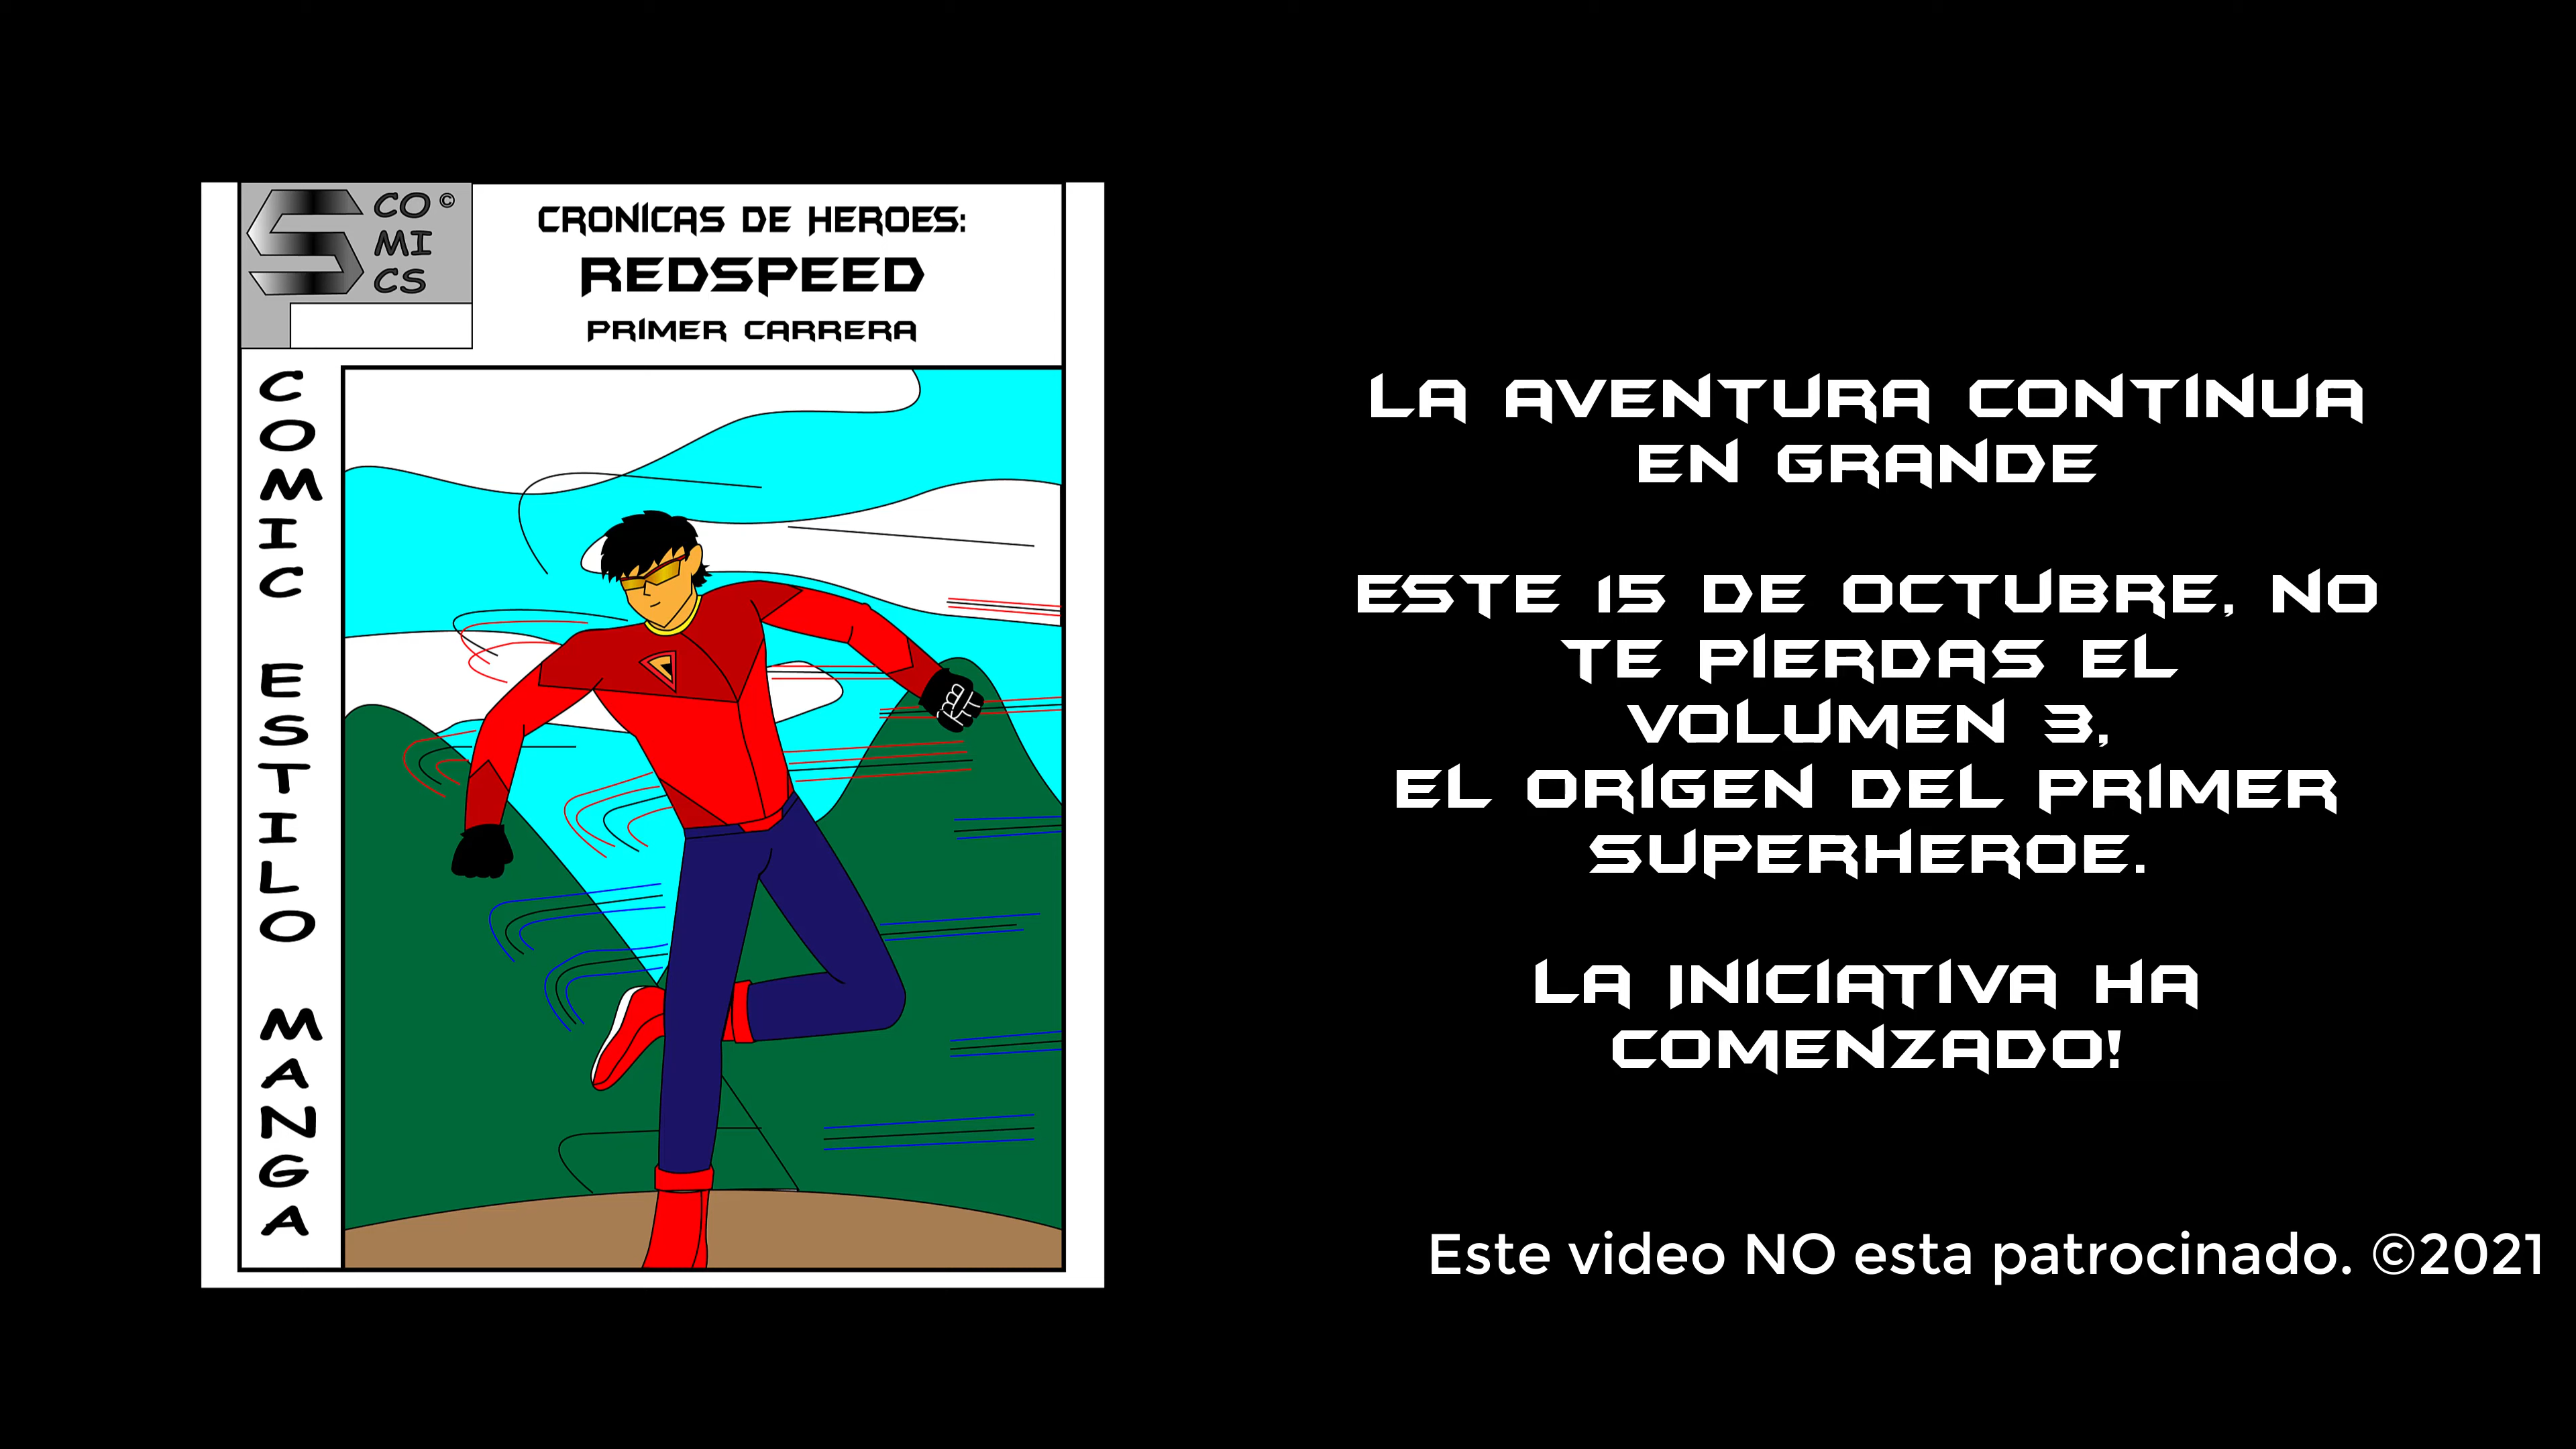 S
CO ©
MI
CS
CRONICAS DE HEROES:
REDSPEED
PRIMER CARRERA
COMIC ESTILO MANGA
LA AVENTURA CONTINUA
EN GRANDE
ESTE 15 DE OCTUBRE, NO
TE PIERDAS EL
VOLUMEN 3,
EL ORIGEN DEL PRIMER
SUPERHEROE.
LA INICIATIVA HA
COMENZADO!
Este video NO esta patrocinado. ©2021